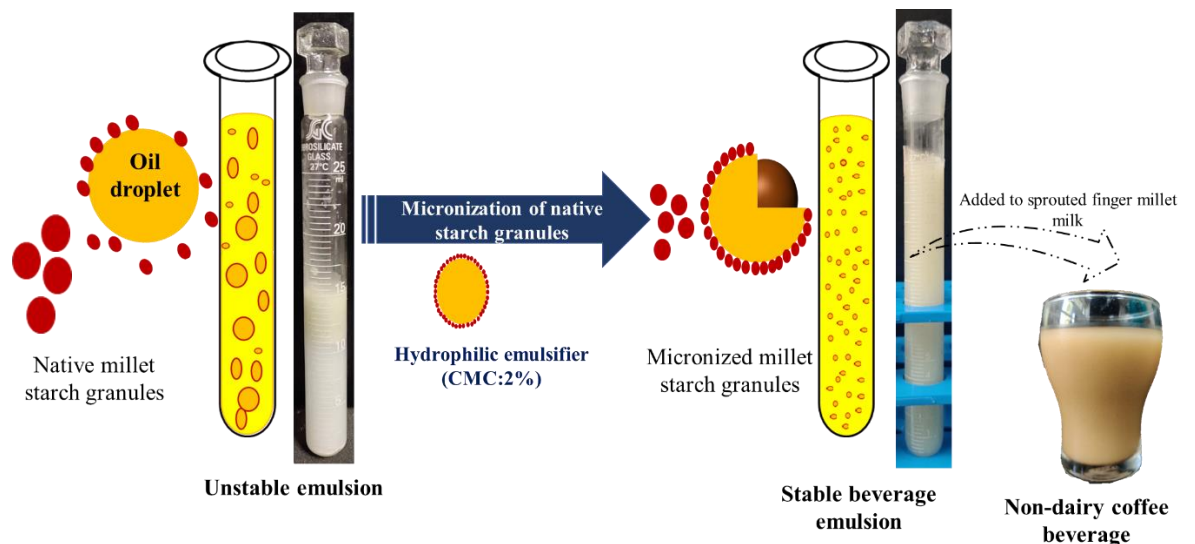 Oil
droplet
Native millet
starch granules
BOROSILICATE
GLASS
27°C
25
ml
20
15
10
Unstable emulsion
Micronization of native
starch granules
Hydrophilic emulsifier
(CMC:2%)
Micronized millet
starch granules
Added to sprouted finger millet
milk
Stable beverage
emulsion
Non-dairy coffee
beverage